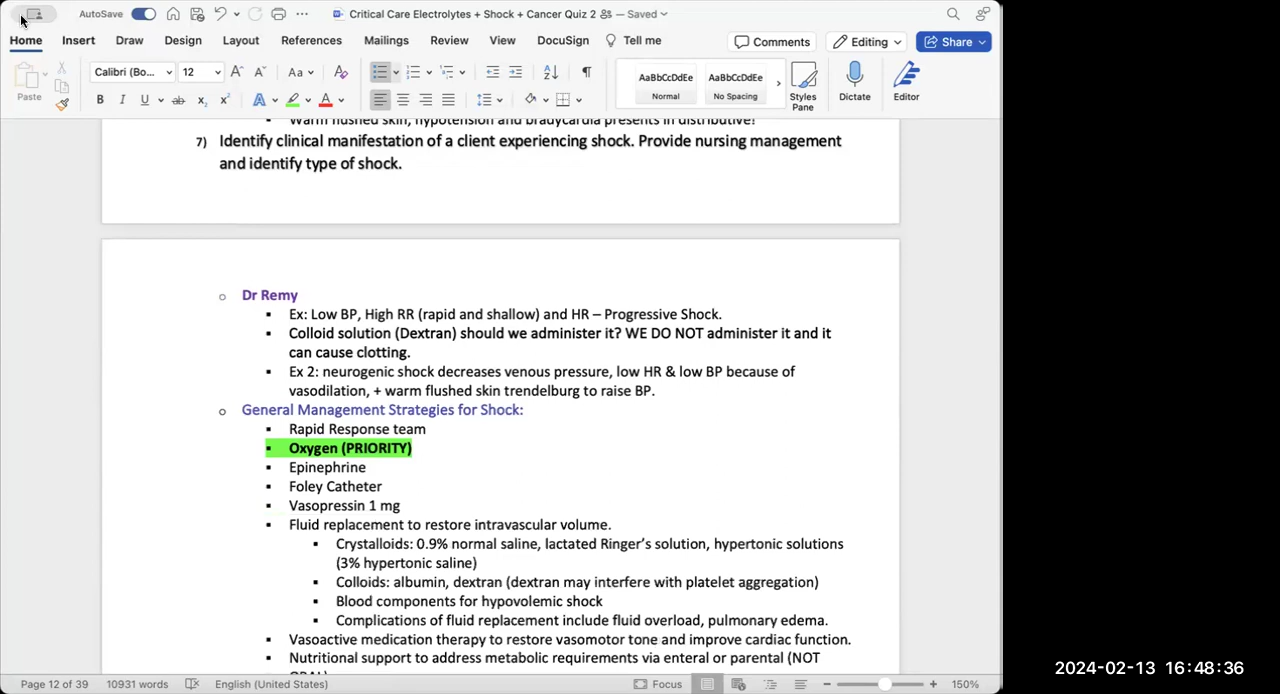 AutoSave
Critical Care Electrolytes + Shock + Cancer Quiz 2 — Saved
Home Insert Draw Design Layout References Mailings Review View DocuSign Tell me
Comments Editing Share
Paste
Calibri (Bo... 12
AaBbCcDdEe AaBbCcDdEe
Normal No Spacing
Styles Pane
Dictate
Editor
Warm flushed skin, hypotension and bradycardia presents in distributive!
7) Identify clinical manifestation of a client experiencing shock. Provide nursing management
and identify type of shock.
Dr Remy
Ex: Low BP, High RR (rapid and shallow) and HR – Progressive Shock.
Colloid solution (Dextran) should we administer it? WE DO NOT administer it and it
can cause clotting.
Ex 2: neurogenic shock decreases venous pressure, low HR & low BP because of
vasodilation, + warm flushed skin trendelburg to raise BP.
General Management Strategies for Shock:
Rapid Response team
Oxygen (PRIORITY)
Epinephrine
Foley Catheter
Vasopressin 1 mg
Fluid replacement to restore intravascular volume.
Crystalloids: 0.9% normal saline, lactated Ringer’s solution, hypertonic solutions
(3% hypertonic saline)
Colloids: albumin, dextran (dextran may interfere with platelet aggregation)
Blood components for hypovolemic shock
Complications of fluid replacement include fluid overload, pulmonary edema.
Vasoactive medication therapy to restore vasomotor tone and improve cardiac function.
Nutritional support to address metabolic requirements via enteral or parental (NOT
Page 12 of 39 10931 words English (United States) Focus 150%
2024-02-13 16:48:36